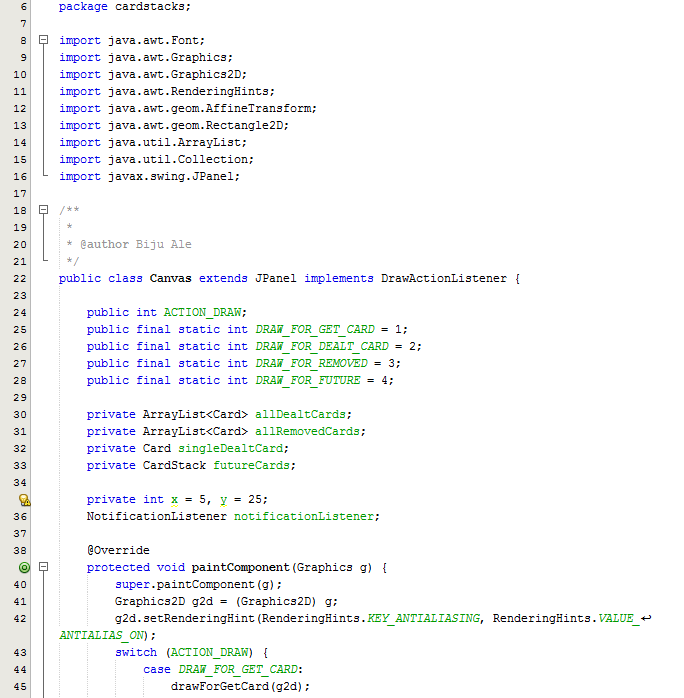 6 package cardstacks;
7
8 import java.awt.Font;
9 import java.awt.Graphics;
10 import java.awt.Graphics2D;
11 import java.awt.RenderingHints;
12 import java.awt.geom.AffineTransform;
13 import java.awt.geom.Rectangle2D;
14 import java.util.ArrayList;
15 import java.util.Collection;
16 import javax.swing.JPanel;
17
18 /**
19  *
20  * @author Biju Ale
21  */
22 public class Canvas extends JPanel implements DrawActionListener {
23
24     public int ACTION_DRAW;
25     public final static int DRAW_FOR_GET_CARD = 1;
26     public final static int DRAW_FOR_DEALT_CARD = 2;
27     public final static int DRAW_FOR_REMOVED = 3;
28     public final static int DRAW_FOR_FUTURE = 4;
29
30     private ArrayList<Card> allDealtCards;
31     private ArrayList<Card> allRemovedCards;
32     private Card singleDealtCard;
33     private CardStack futureCards;
34
    private int x = 5, y = 25;
36     NotificationListener notificationListener;
37
38     @Override
    protected void paintComponent(Graphics g) {
40         super.paintComponent(g);
41         Graphics2D g2d = (Graphics2D) g;
42         g2d.setRenderingHint(RenderingHints.KEY_ANTIALIASING, RenderingHints.VALUE_↩
ANTIALIAS_ON);
43         switch (ACTION_DRAW) {
44             case DRAW_FOR_GET_CARD:
45                 drawForGetCard(g2d);